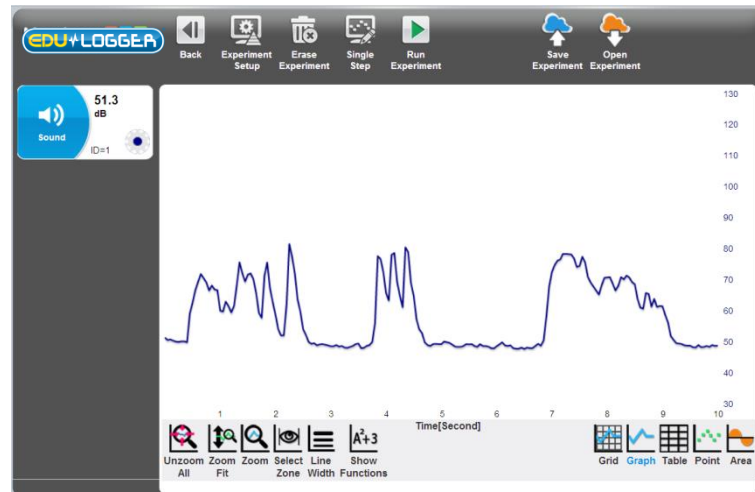 EDU LOGGER
Back
Experiment
Setup
Erase
Experiment
Single
Step
Run
Experiment
Save
Experiment
Open
Experiment
Sound
51.3
dB
ID=1
130
120
110
100
90
80
70
60
50
40
30
1 2 3 4 5 6 7 8 9 10
Time[Second]
Unzoom
All
Zoom
Fit
Zoom
Select
Zone
Line
Width
A²+3
Show
Functions
Grid
Graph
Table
Point
Area